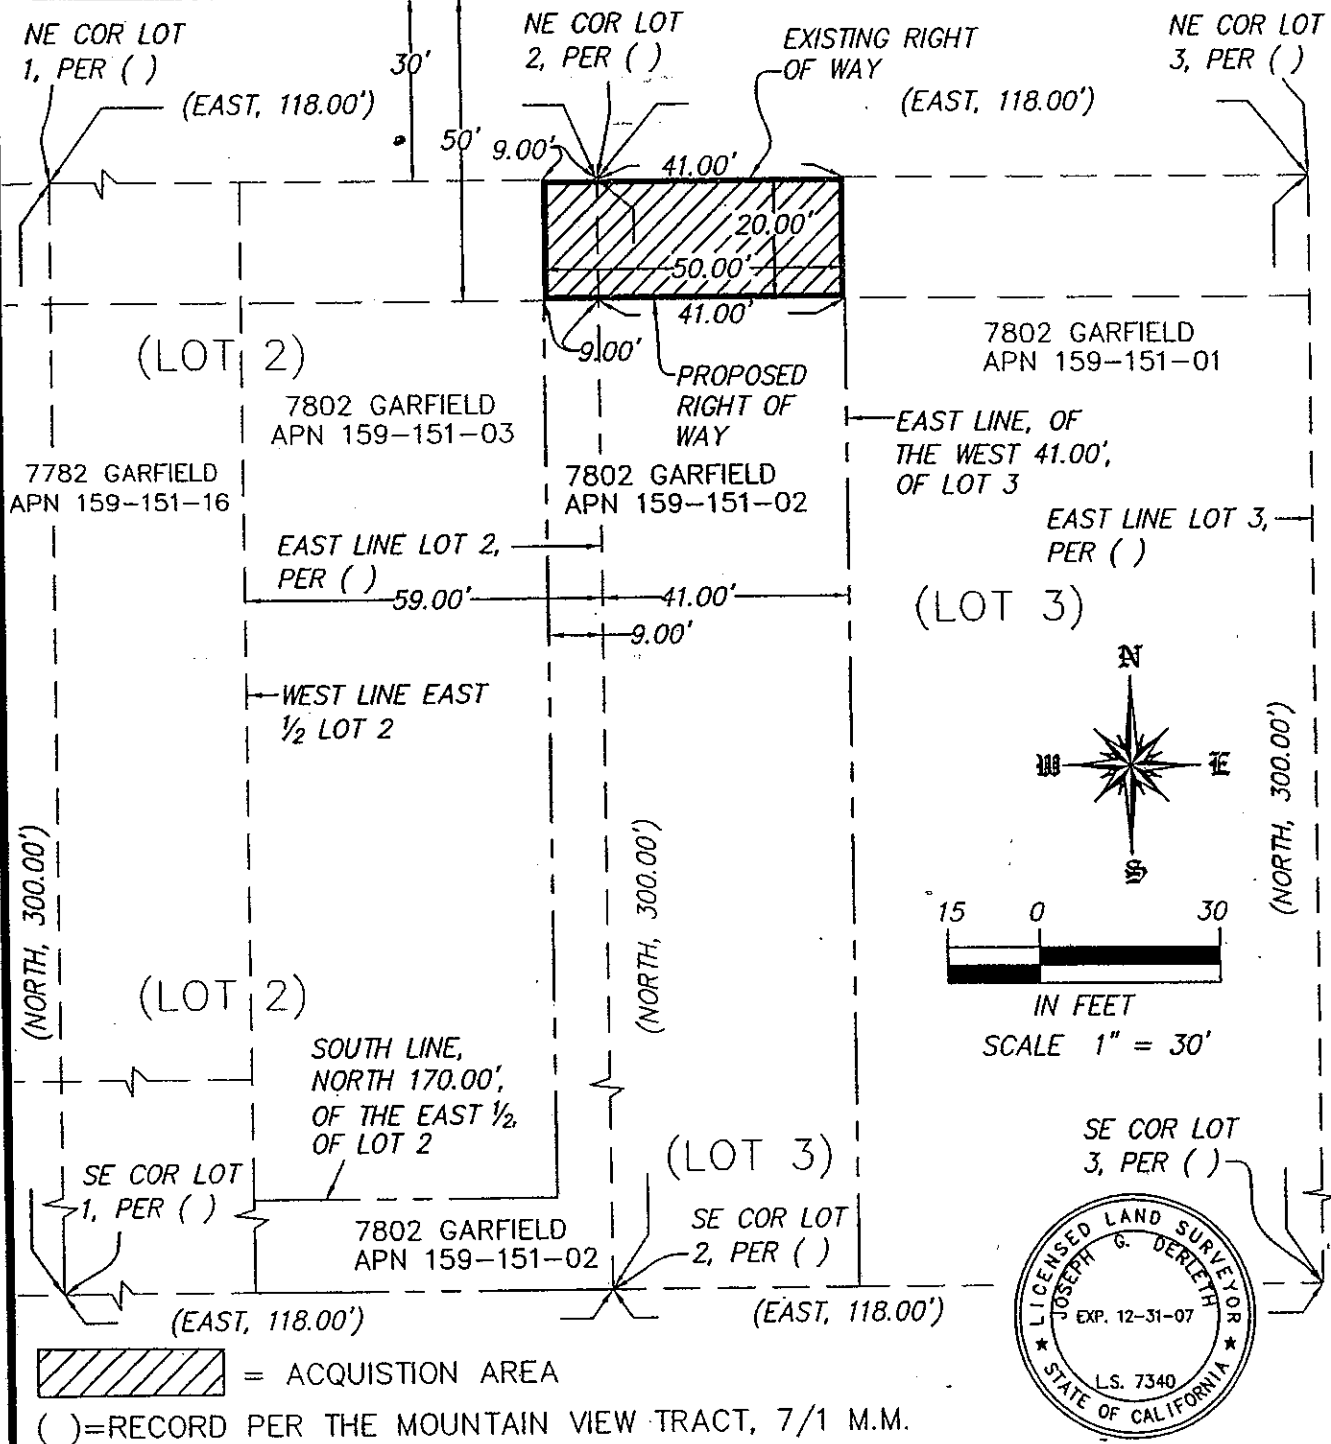 NE COR LOT
1, PER ( )
(EAST, 118.00')
30'
50'
NE COR LOT
2, PER ( )
EXISTING RIGHT
OF WAY
(EAST, 118.00')
NE COR LOT
3, PER ( )
9.00'
41.00'
20.00'
50.00'
41.00'
9.00'
(LOT 2)
7802 GARFIELD
APN 159-151-03
PROPOSED
RIGHT OF
WAY
7802 GARFIELD
APN 159-151-01
EAST LINE, OF
THE WEST 41.00',
OF LOT 3
7782 GARFIELD
APN 159-151-16
7802 GARFIELD
APN 159-151-02
EAST LINE LOT 3,
PER ( )
EAST LINE LOT 2,
PER ( )
59.00'
41.00'
9.00'
(LOT 3)
WEST LINE EAST
½ LOT 2
N
W
E
S
(NORTH, 300.00')
(NORTH, 300.00')
(NORTH, 300.00')
15 0 30
IN FEET
SCALE 1" = 30'
(LOT 2)
SOUTH LINE,
NORTH 170.00',
OF THE EAST ½,
OF LOT 2
SE COR LOT
1, PER ( )
(LOT 3)
SE COR LOT
3, PER ( )
7802 GARFIELD
APN 159-151-02
SE COR LOT
2, PER ( )
(EAST, 118.00')
(EAST, 118.00')
LICENSED LAND SURVEYOR
JOSEPH G. DERLETH
EXP. 12-31-07
L.S. 7340
STATE OF CALIFORNIA
= ACQUISTION AREA
( )=RECORD PER THE MOUNTAIN VIEW TRACT, 7/1 M.M.